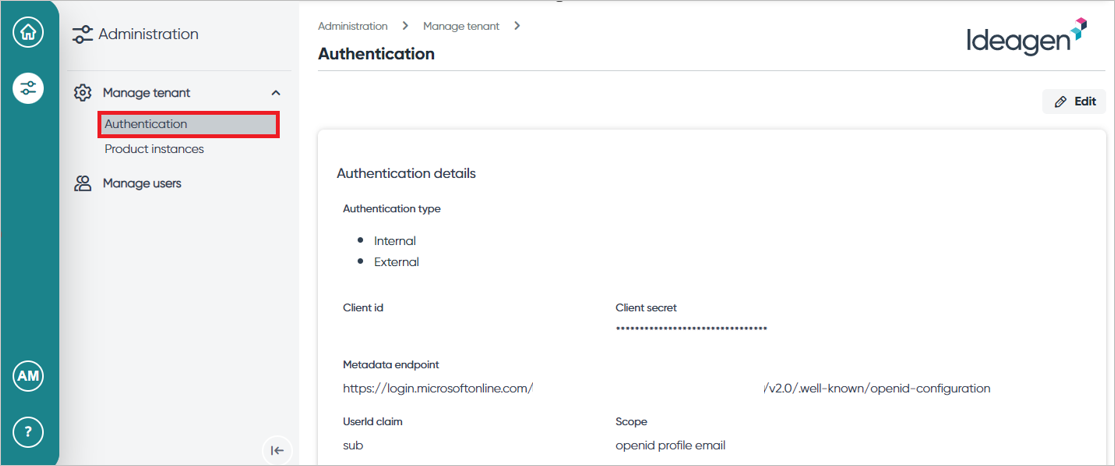 Administration
Manage tenant
Authentication
Product instances
Manage users
AM
?
Administration > Manage tenant >
Authentication
Ideagen
Edit
Authentication details
Authentication type
• Internal
• External
Client id Client secret
••••••••••••••••••••••••••••••••
Metadata endpoint
https://login.microsoftonline.com/ /v2.0/.well-known/openid-configuration
UserId claim Scope
sub openid profile email